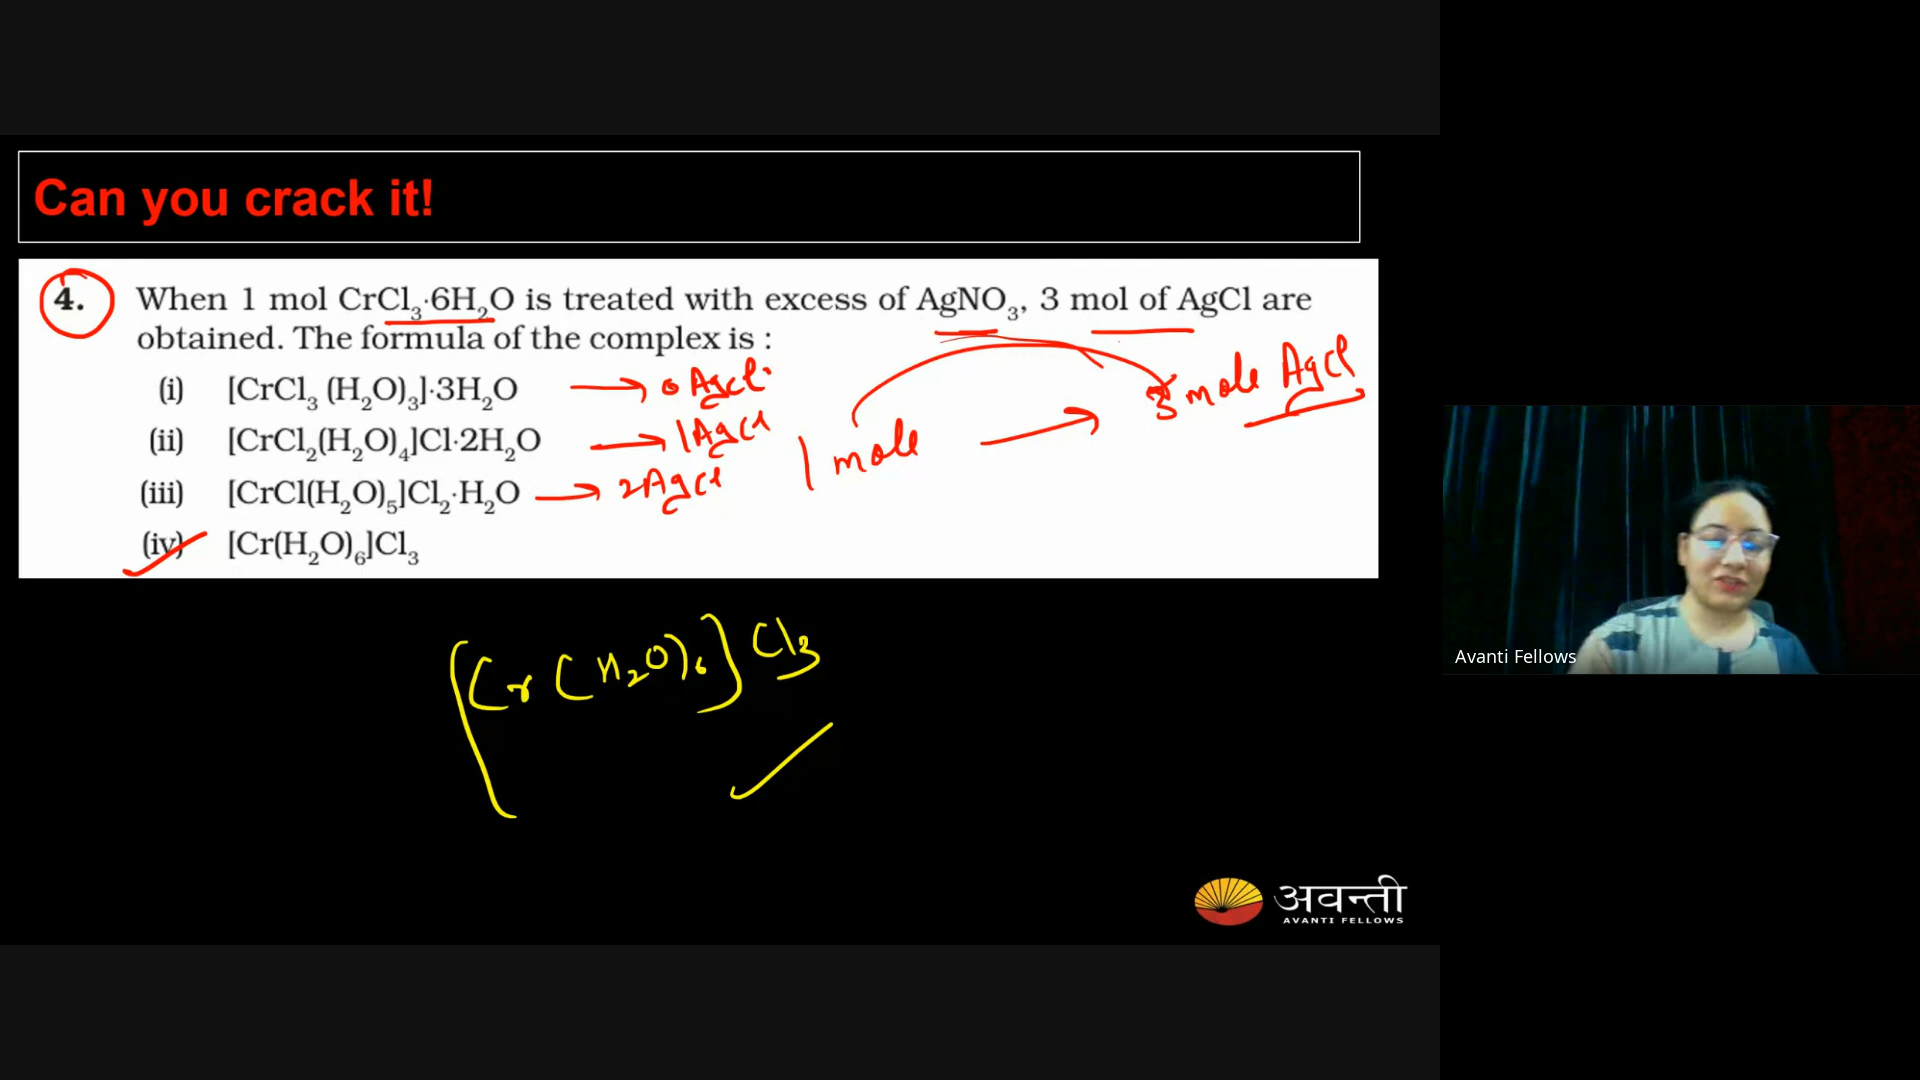 Can you crack it!
4. When 1 mol CrCl₃·6H₂O is treated with excess of AgNO₃, 3 mol of AgCl are
obtained. The formula of the complex is :
(i) [CrCl₃ (H₂O)₃]·3H₂O → 0 AgCl
(ii) [CrCl₂(H₂O)₄]Cl·2H₂O → 1 AgCl
(iii) [CrCl(H₂O)₅]Cl₂·H₂O → 2AgCl
1 mole → 3 mole AgCl
(iv) [Cr(H₂O)₆]Cl₃
[Cr(H₂O)₆]Cl₃
Avanti Fellows
अवन्ती
AVANTI FELLOWS